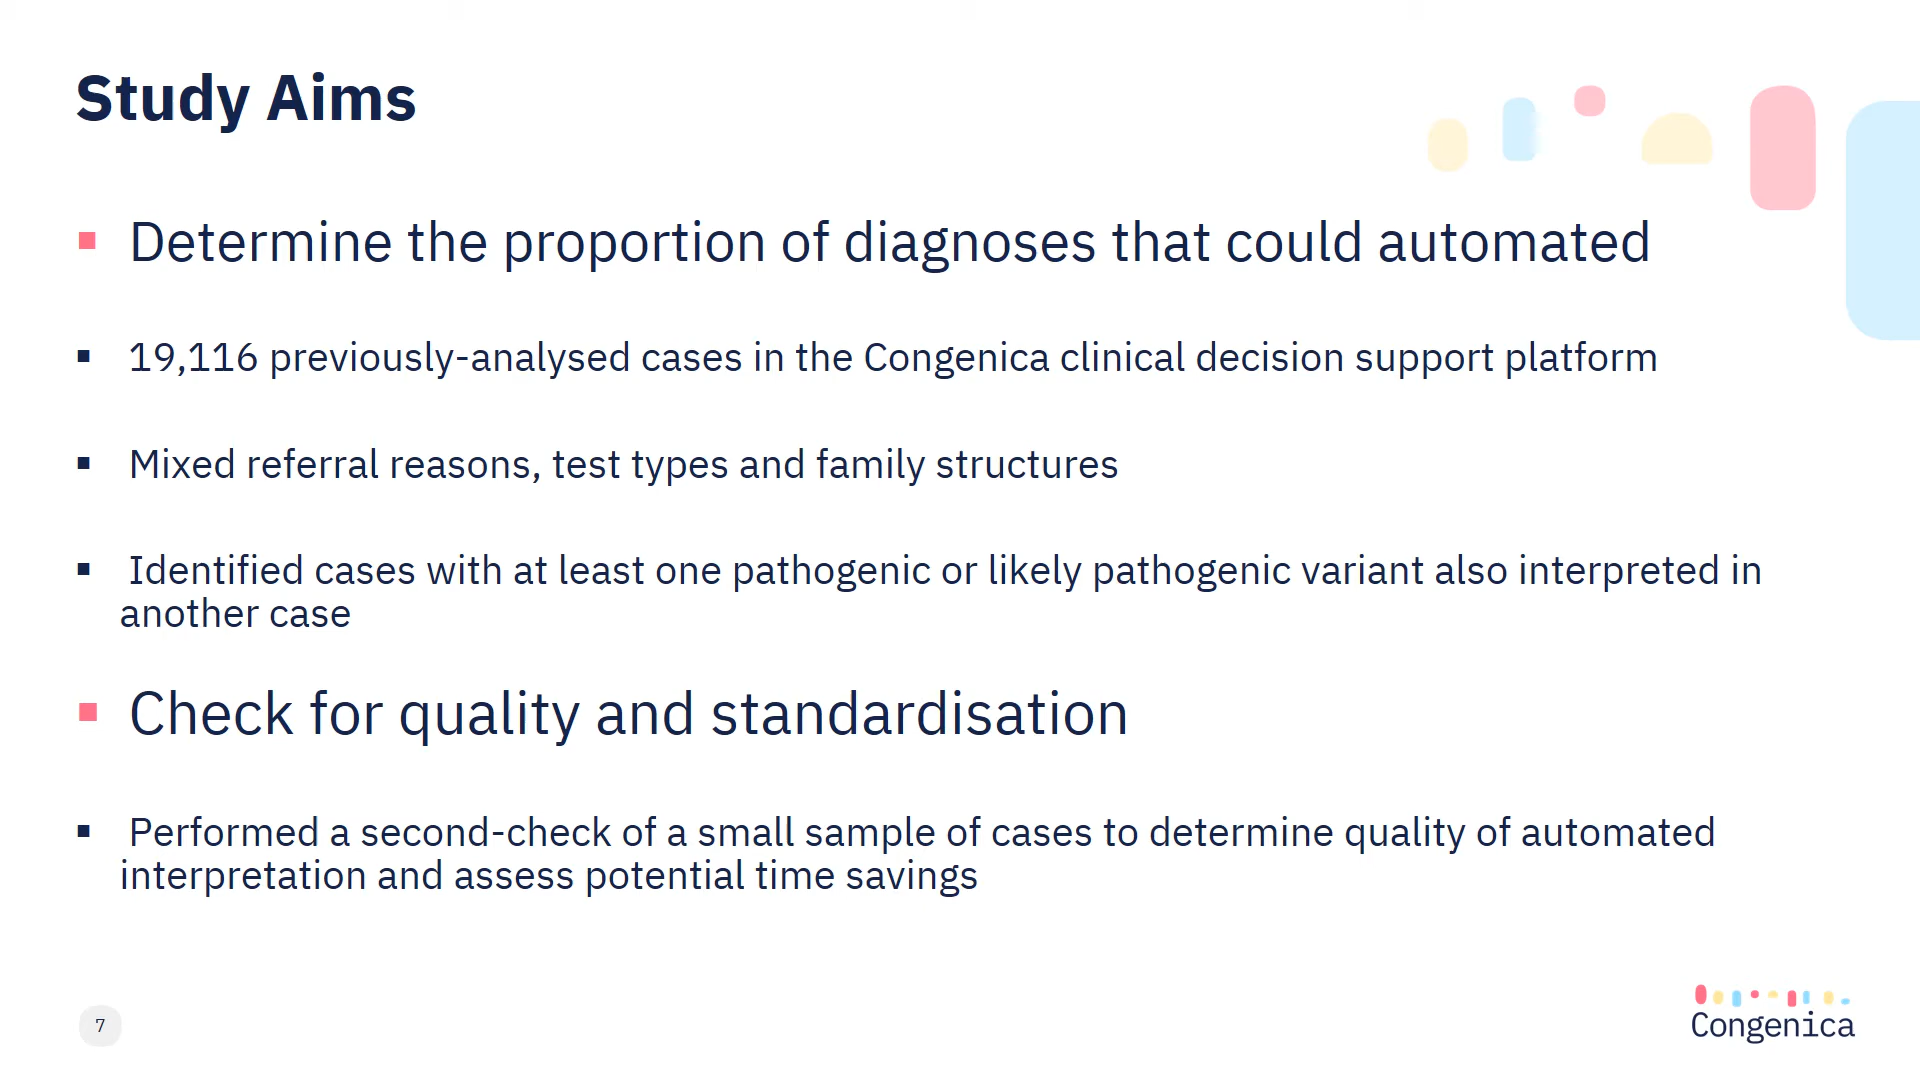 Study Aims
Determine the proportion of diagnoses that could automated
19,116 previously-analysed cases in the Congenica clinical decision support platform
Mixed referral reasons, test types and family structures
Identified cases with at least one pathogenic or likely pathogenic variant also interpreted in
another case
Check for quality and standardisation
Performed a second-check of a small sample of cases to determine quality of automated
interpretation and assess potential time savings
7
Congenica